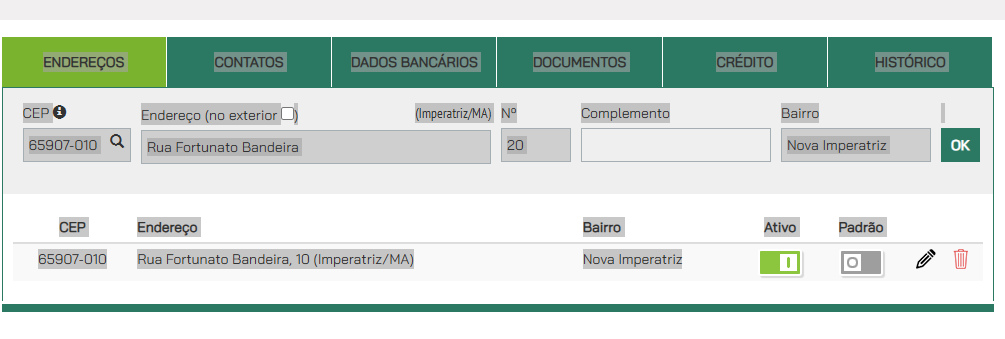 ENDEREÇOS CONTATOS DADOS BANCÁRIOS DOCUMENTOS CRÉDITO HISTÓRICO
CEP Endereço (no exterior ) (Imperatriz/MA) Nº Complemento Bairro
65907-010 Rua Fortunato Bandeira 20 Nova Imperatriz OK
CEP Endereço Bairro Ativo Padrão
65907-010 Rua Fortunato Bandeira, 10 (Imperatriz/MA) Nova Imperatriz